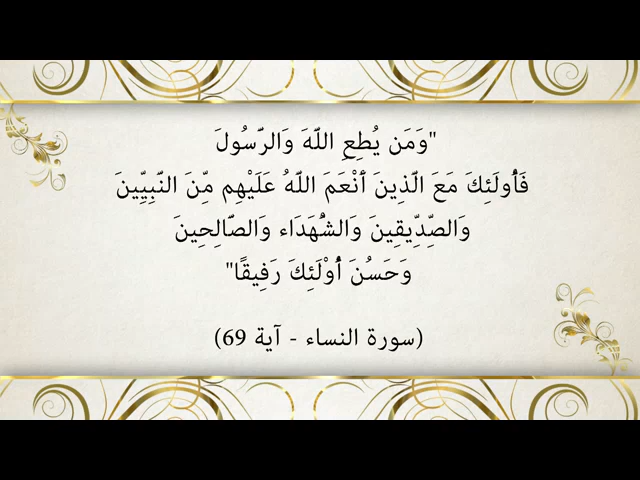 "وَمَن يُطِعِ اللّهَ وَالرَّسُولَ
فَأُولَئِكَ مَعَ الَّذِينَ أَنْعَمَ اللّهُ عَلَيْهِم مِّنَ النَّبِيِّينَ
وَالصِّدِّيقِينَ وَالشُّهَدَاء وَالصَّالِحِينَ
وَحَسُنَ أُوْلَئِكَ رَفِيقًا"
(سورة النساء - آية 69)